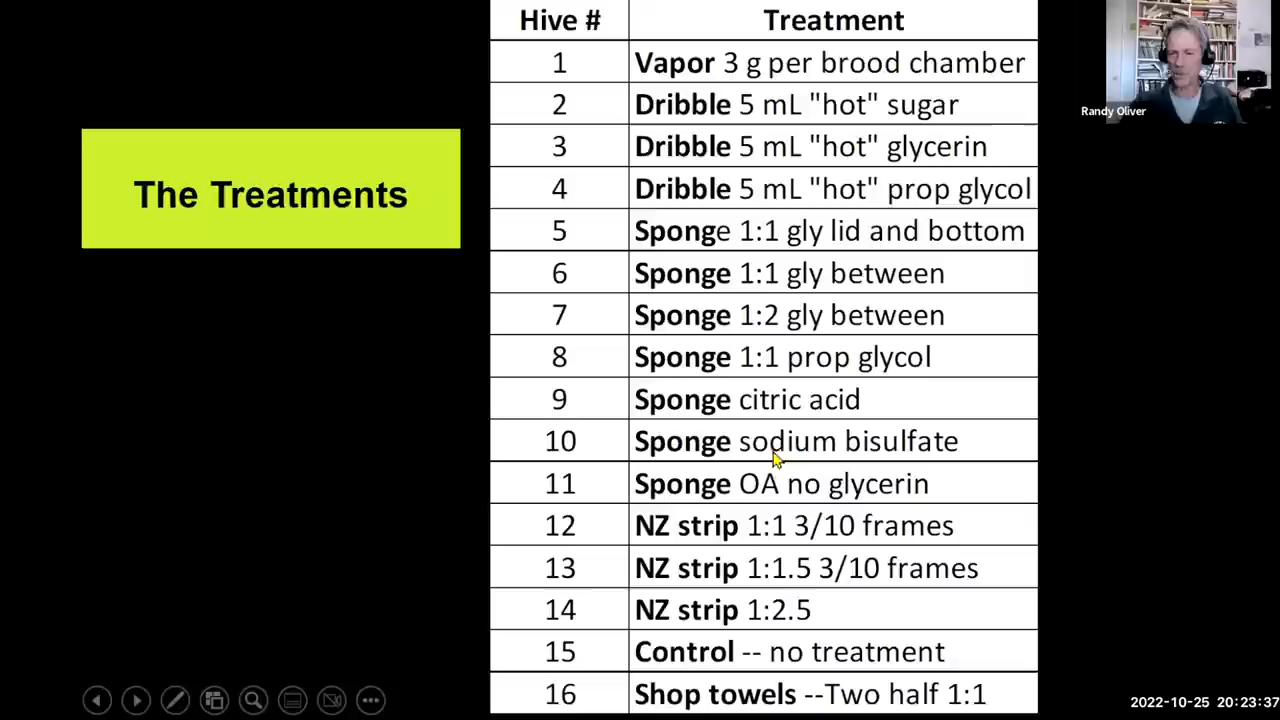 Hive # Treatment
1 Vapor 3 g per brood chamber
2 Dribble 5 mL "hot" sugar
3 Dribble 5 mL "hot" glycerin
4 Dribble 5 mL "hot" prop glycol
5 Sponge 1:1 gly lid and bottom
6 Sponge 1:1 gly between
7 Sponge 1:2 gly between
8 Sponge 1:1 prop glycol
9 Sponge citric acid
10 Sponge sodium bisulfate
11 Sponge OA no glycerin
12 NZ strip 1:1 3/10 frames
13 NZ strip 1:1.5 3/10 frames
14 NZ strip 1:2.5
15 Control -- no treatment
16 Shop towels --Two half 1:1
The Treatments
Randy Oliver
2022-10-25 20:23:37